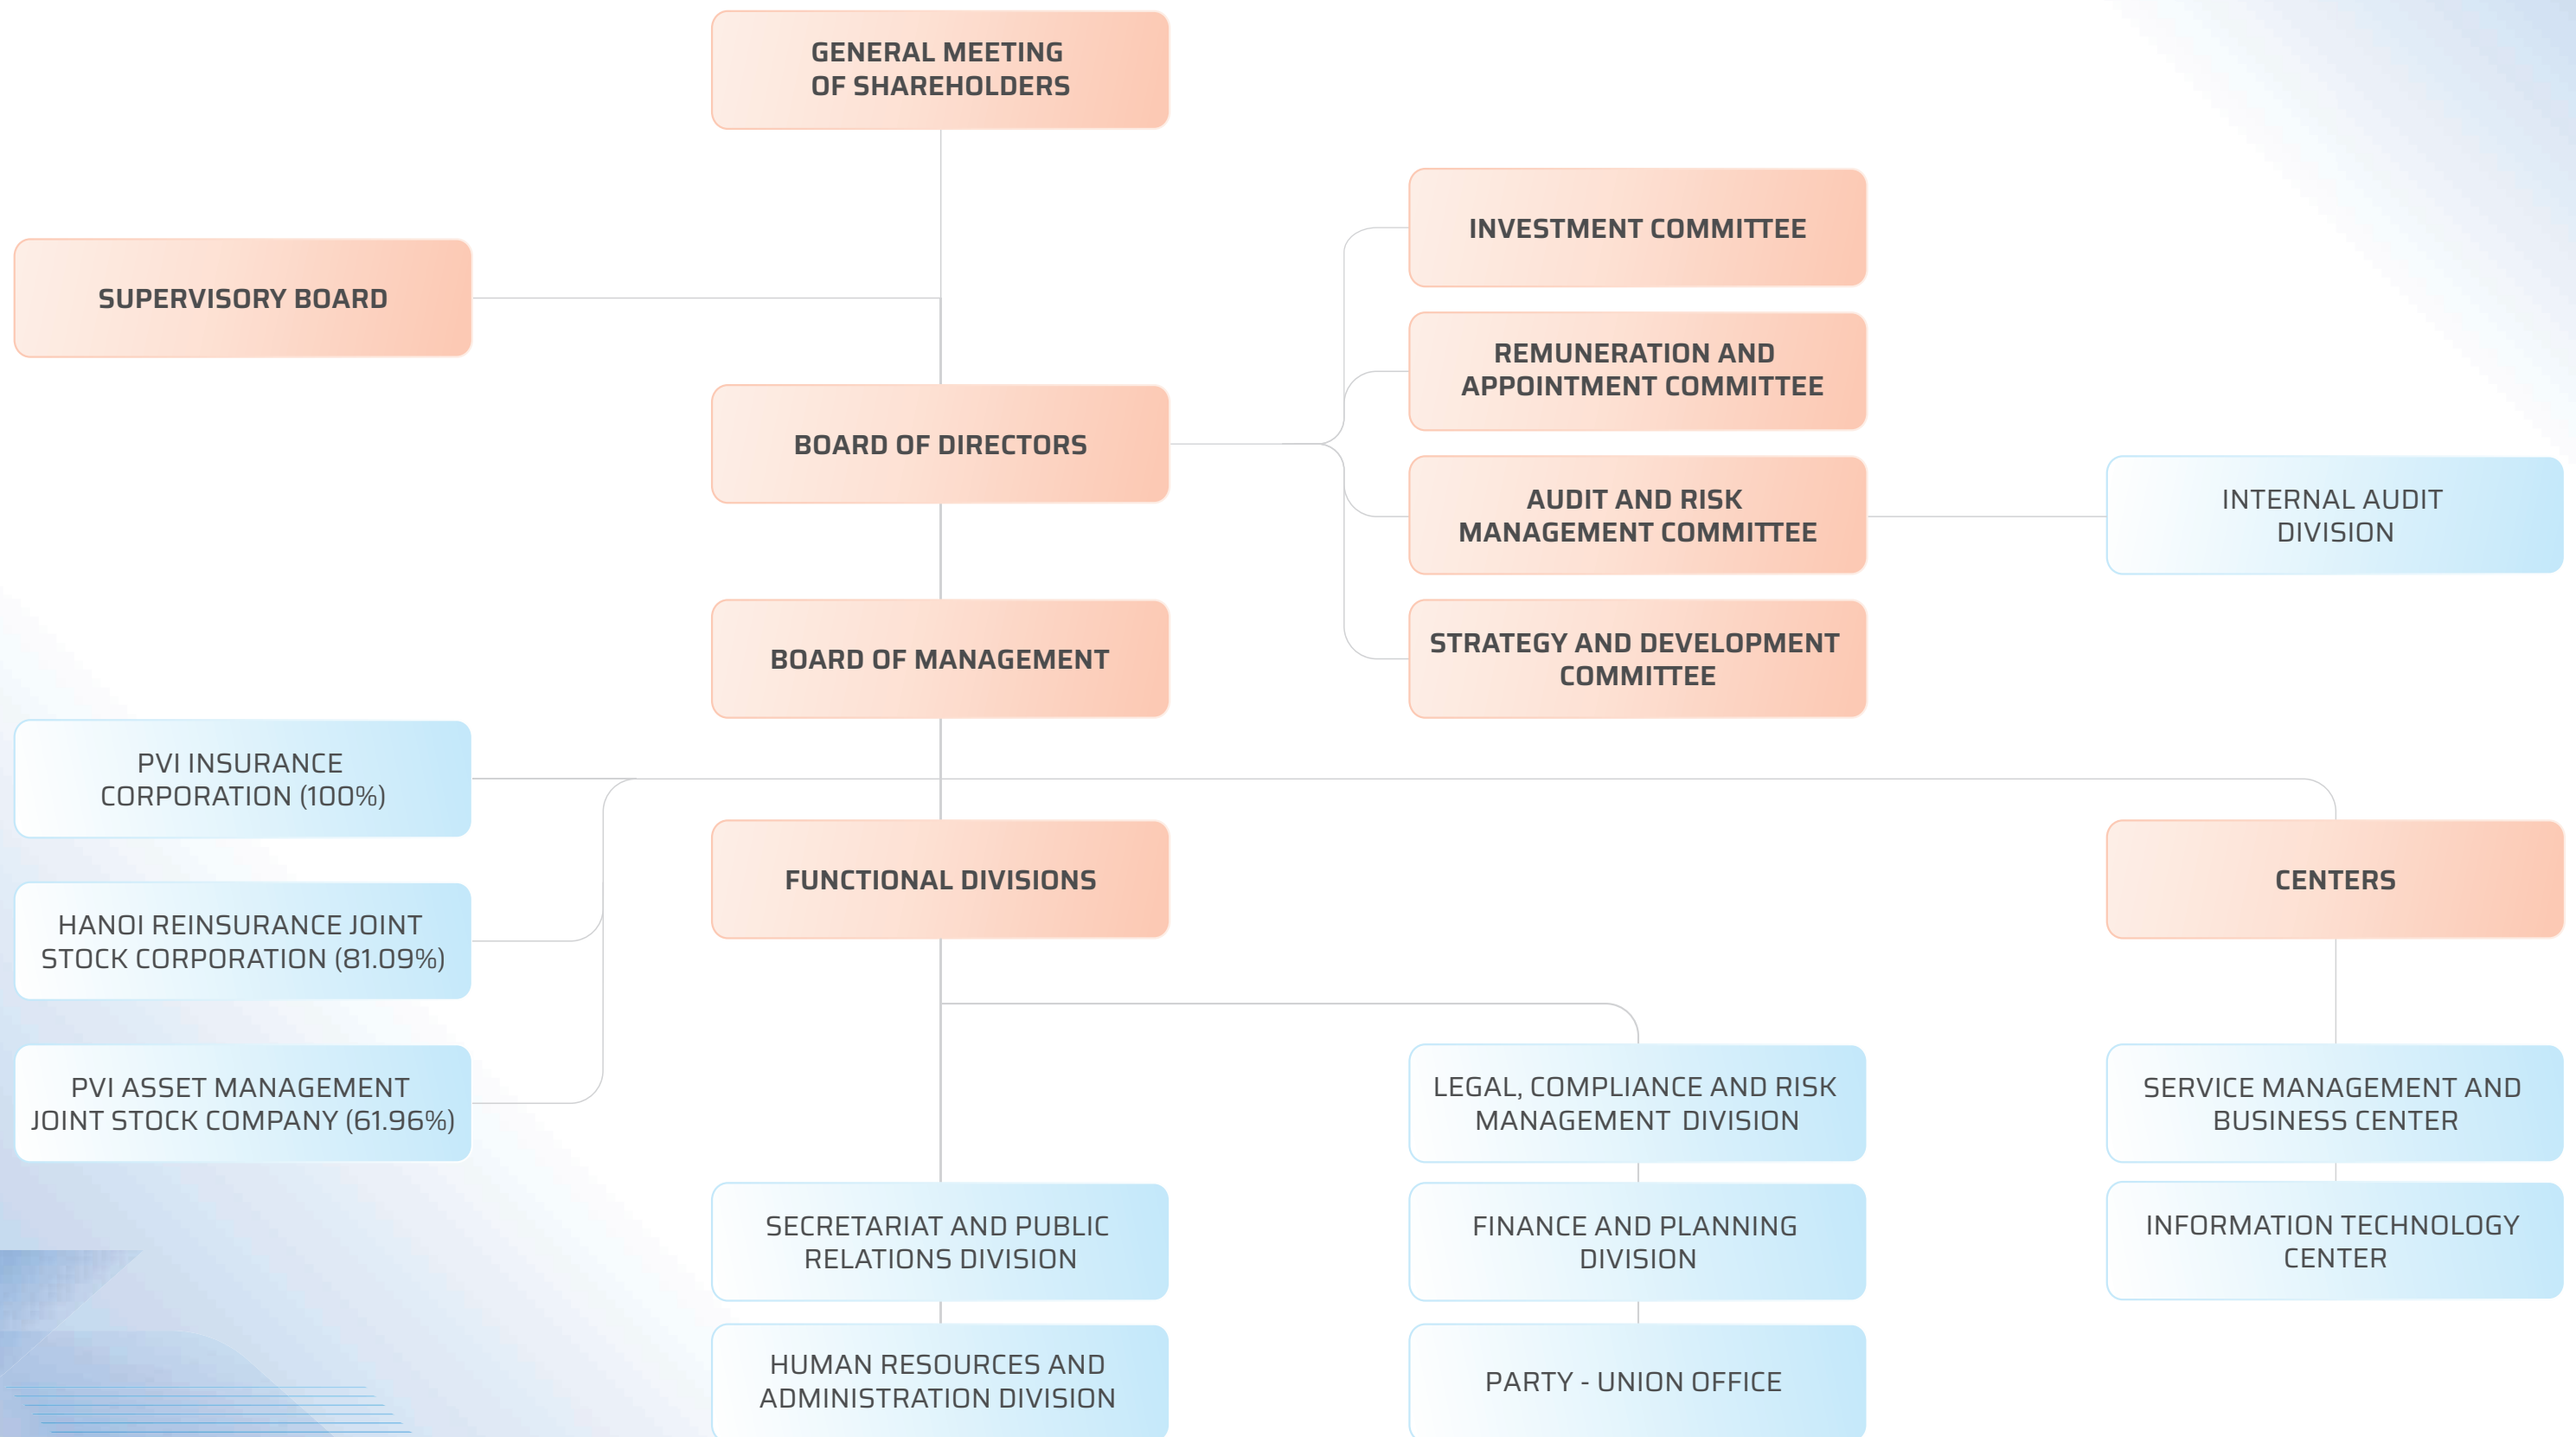 GENERAL MEETING
OF SHAREHOLDERS
INVESTMENT COMMITTEE
SUPERVISORY BOARD
REMUNERATION AND
APPOINTMENT COMMITTEE
BOARD OF DIRECTORS
AUDIT AND RISK
MANAGEMENT COMMITTEE
INTERNAL AUDIT
DIVISION
BOARD OF MANAGEMENT
STRATEGY AND DEVELOPMENT
COMMITTEE
PVI INSURANCE
CORPORATION (100%)
HANOI REINSURANCE JOINT
STOCK CORPORATION (81.09%)
PVI ASSET MANAGEMENT
JOINT STOCK COMPANY (61.96%)
FUNCTIONAL DIVISIONS
CENTERS
SECRETARIAT AND PUBLIC
RELATIONS DIVISION
HUMAN RESOURCES AND
ADMINISTRATION DIVISION
LEGAL, COMPLIANCE AND RISK
MANAGEMENT DIVISION
FINANCE AND PLANNING
DIVISION
PARTY - UNION OFFICE
SERVICE MANAGEMENT AND
BUSINESS CENTER
INFORMATION TECHNOLOGY
CENTER